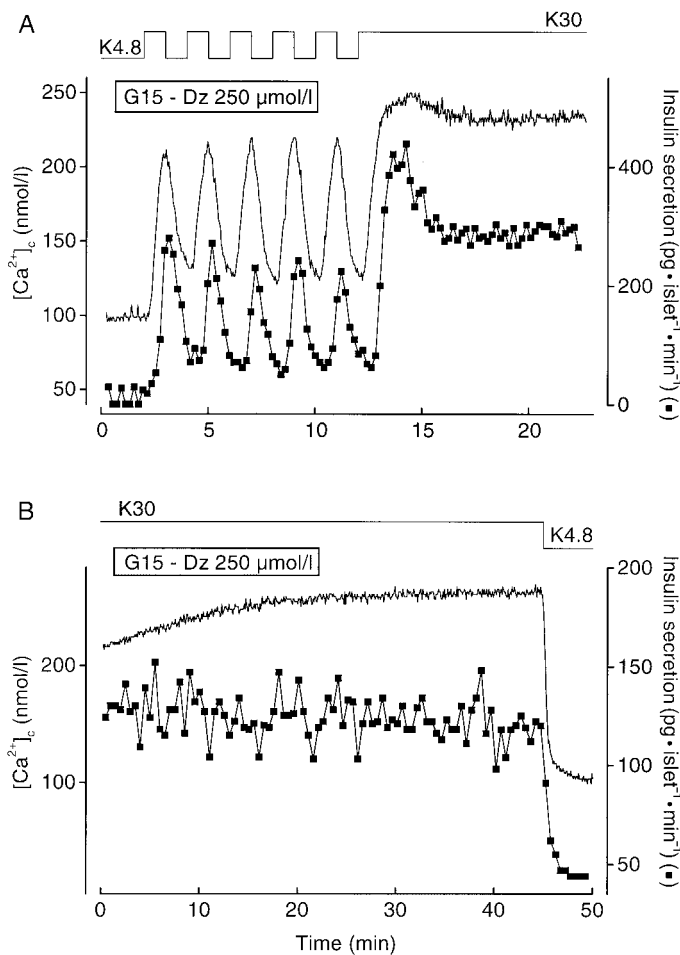 A
K4.8
K30
G15 - Dz 250 µmol/l
[Ca²⁺]c (nmol/l)
250
200
150
100
50
Insulin secretion (pg • islet⁻¹ • min⁻¹) (■)
400
200
0
0 5 10 15 20
B
K30
K4.8
G15 - Dz 250 µmol/l
[Ca²⁺]c (nmol/l)
200
100
Insulin secretion (pg • islet⁻¹ • min⁻¹) (■)
200
150
100
50
0 10 20 30 40 50
Time (min)